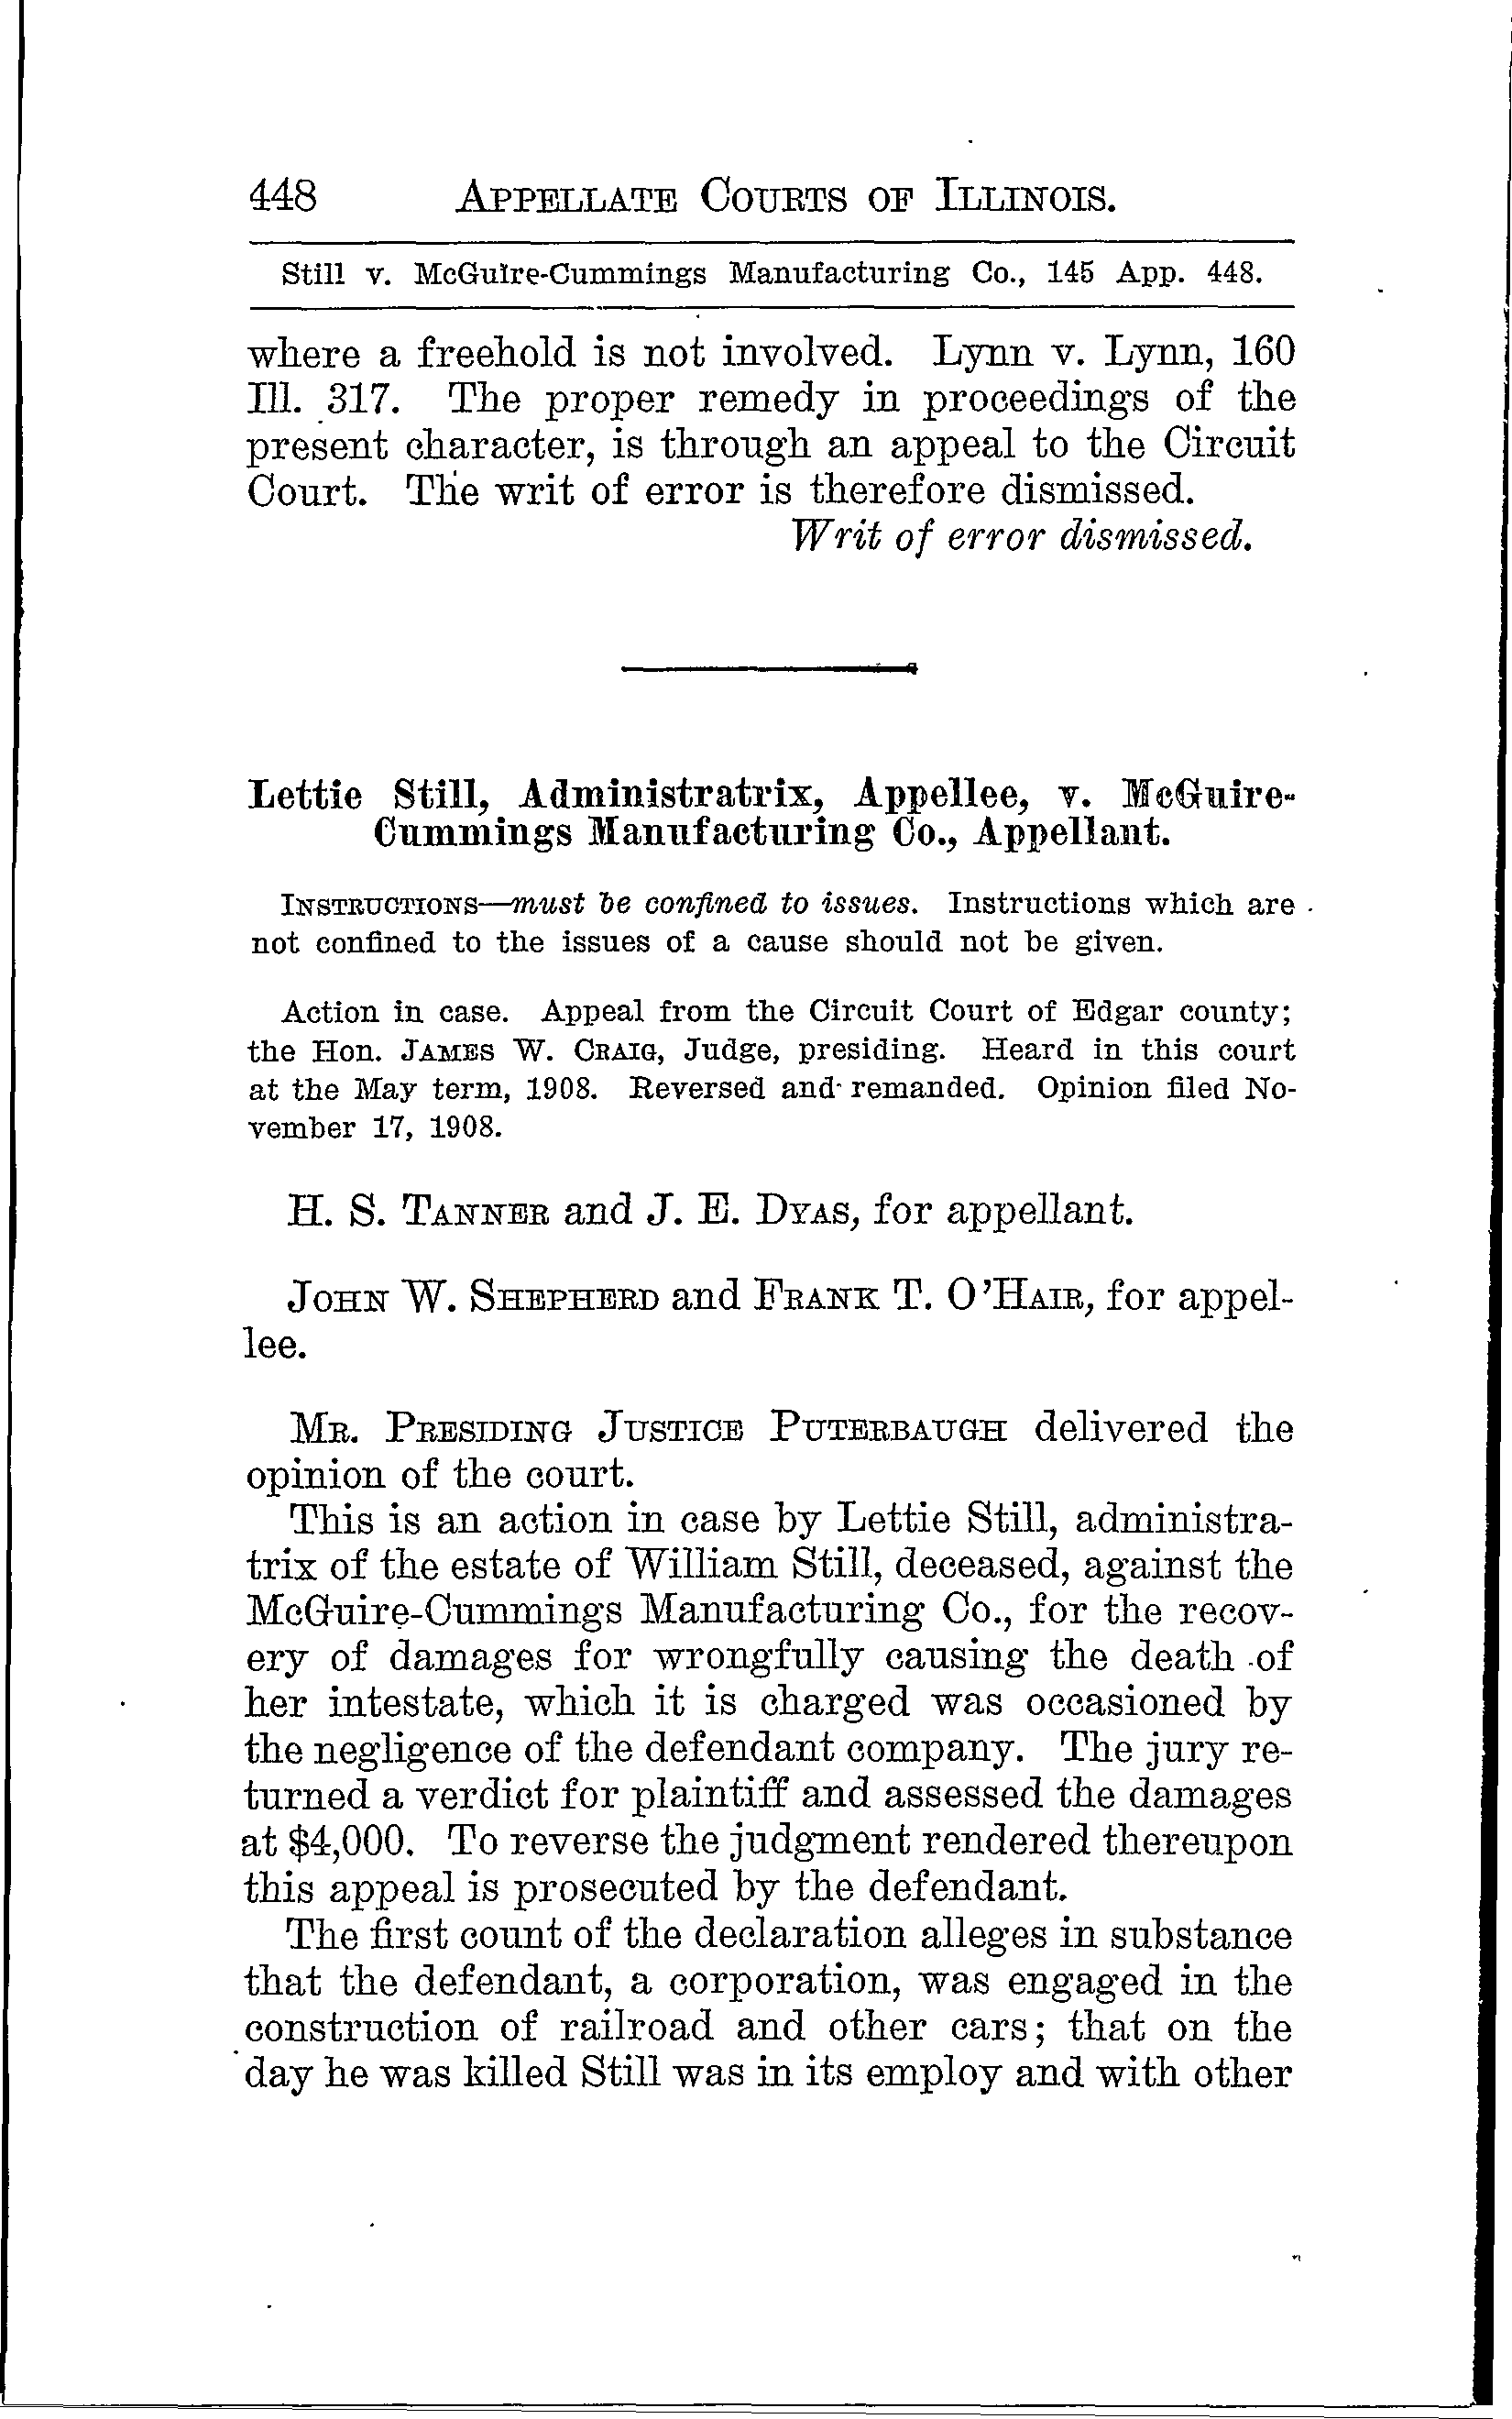 448 APPELLATE COURTS OF ILLINOIS.
Still v. McGuire-Cummings Manufacturing Co., 145 App. 448.
where a freehold is not involved. Lynn v. Lynn, 160
Ill. 317. The proper remedy in proceedings of the
present character, is through an appeal to the Circuit
Court. The writ of error is therefore dismissed.
Writ of error dismissed.
Lettie Still, Administratrix, Appellee, v. McGuire-
Cummings Manufacturing Co., Appellant.
INSTRUCTIONS—must be confined to issues. Instructions which are
not confined to the issues of a cause should not be given.
Action in case. Appeal from the Circuit Court of Edgar county;
the Hon. JAMES W. CRAIG, Judge, presiding. Heard in this court
at the May term, 1908. Reversed and remanded. Opinion filed No-
vember 17, 1908.
H. S. TANNER and J. E. DYAS, for appellant.
JOHN W. SHEPHERD and FRANK T. O'HAIR, for appel-
lee.
MR. PRESIDING JUSTICE PUTERBAUGH delivered the
opinion of the court.
This is an action in case by Lettie Still, administra-
trix of the estate of William Still, deceased, against the
McGuire-Cummings Manufacturing Co., for the recov-
ery of damages for wrongfully causing the death of
her intestate, which it is charged was occasioned by
the negligence of the defendant company. The jury re-
turned a verdict for plaintiff and assessed the damages
at $4,000. To reverse the judgment rendered thereupon
this appeal is prosecuted by the defendant.
The first count of the declaration alleges in substance
that the defendant, a corporation, was engaged in the
construction of railroad and other cars; that on the
day he was killed Still was in its employ and with other